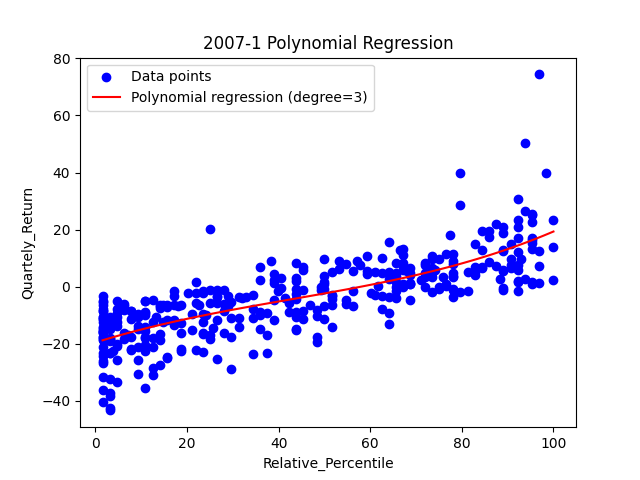 2007-1 Polynomial Regression
Data points
Polynomial regression (degree=3)
Quartely_Return
80
60
40
20
0
−20
−40
0 20 40 60 80 100
Relative_Percentile